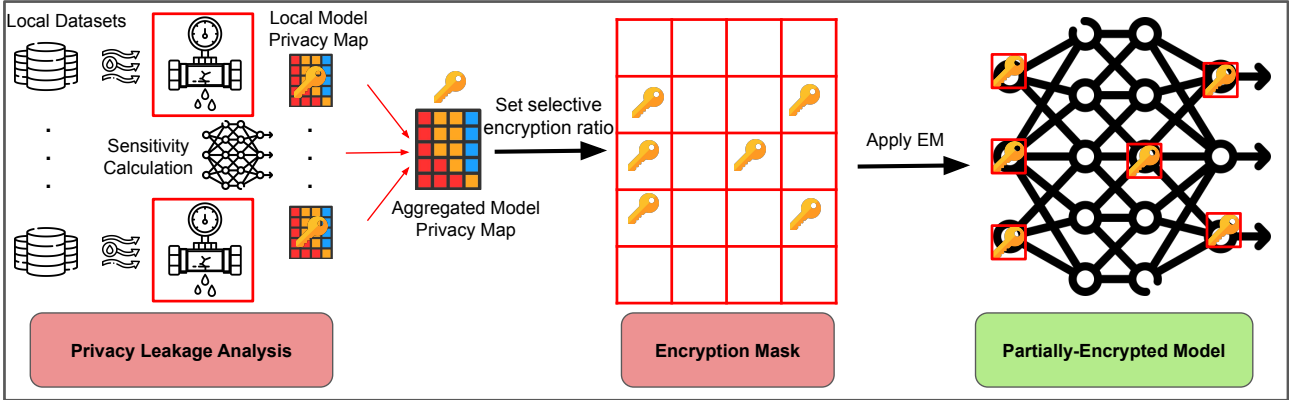 Local Datasets
Local Model
Privacy Map
Sensitivity
Calculation
Aggregated Model
Privacy Map
Set selective
encryption ratio
Apply EM
Privacy Leakage Analysis
Encryption Mask
Partially-Encrypted Model